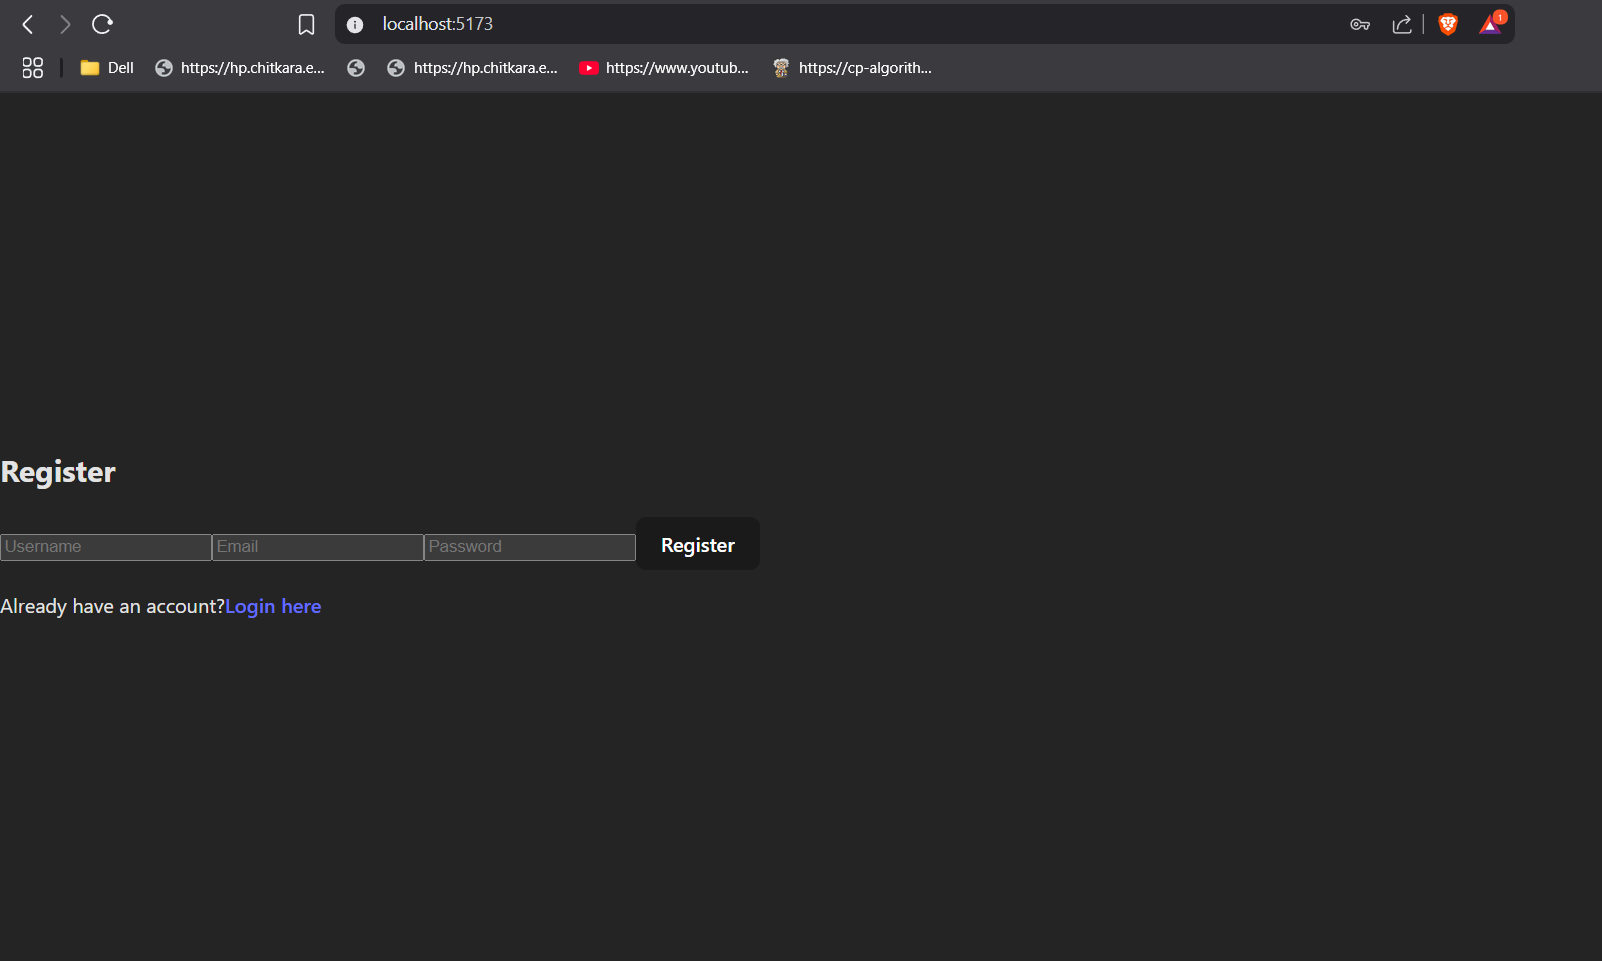 localhost:5173
1
Dell https://hp.chitkara.e... https://hp.chitkara.e... https://www.youtub... https://cp-algorith...
Register
Username Email Password Register
Already have an account?Login here